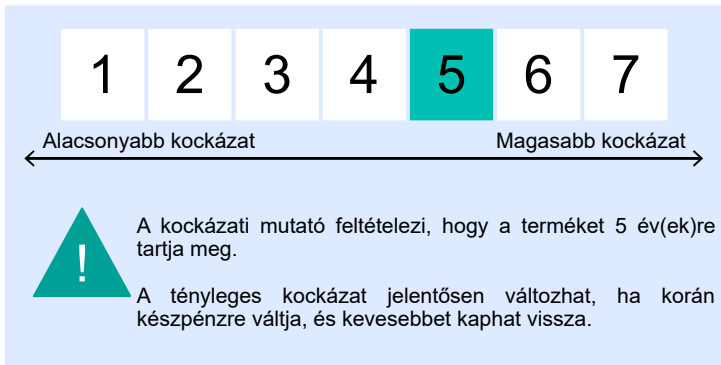 1 2 3 4 5 6 7
Alacsonyabb kockázat Magasabb kockázat
! A kockázati mutató feltételezi, hogy a terméket 5 év(ek)re
tartja meg.
A tényleges kockázat jelentősen változhat, ha korán
készpénzre váltja, és kevesebbet kaphat vissza.